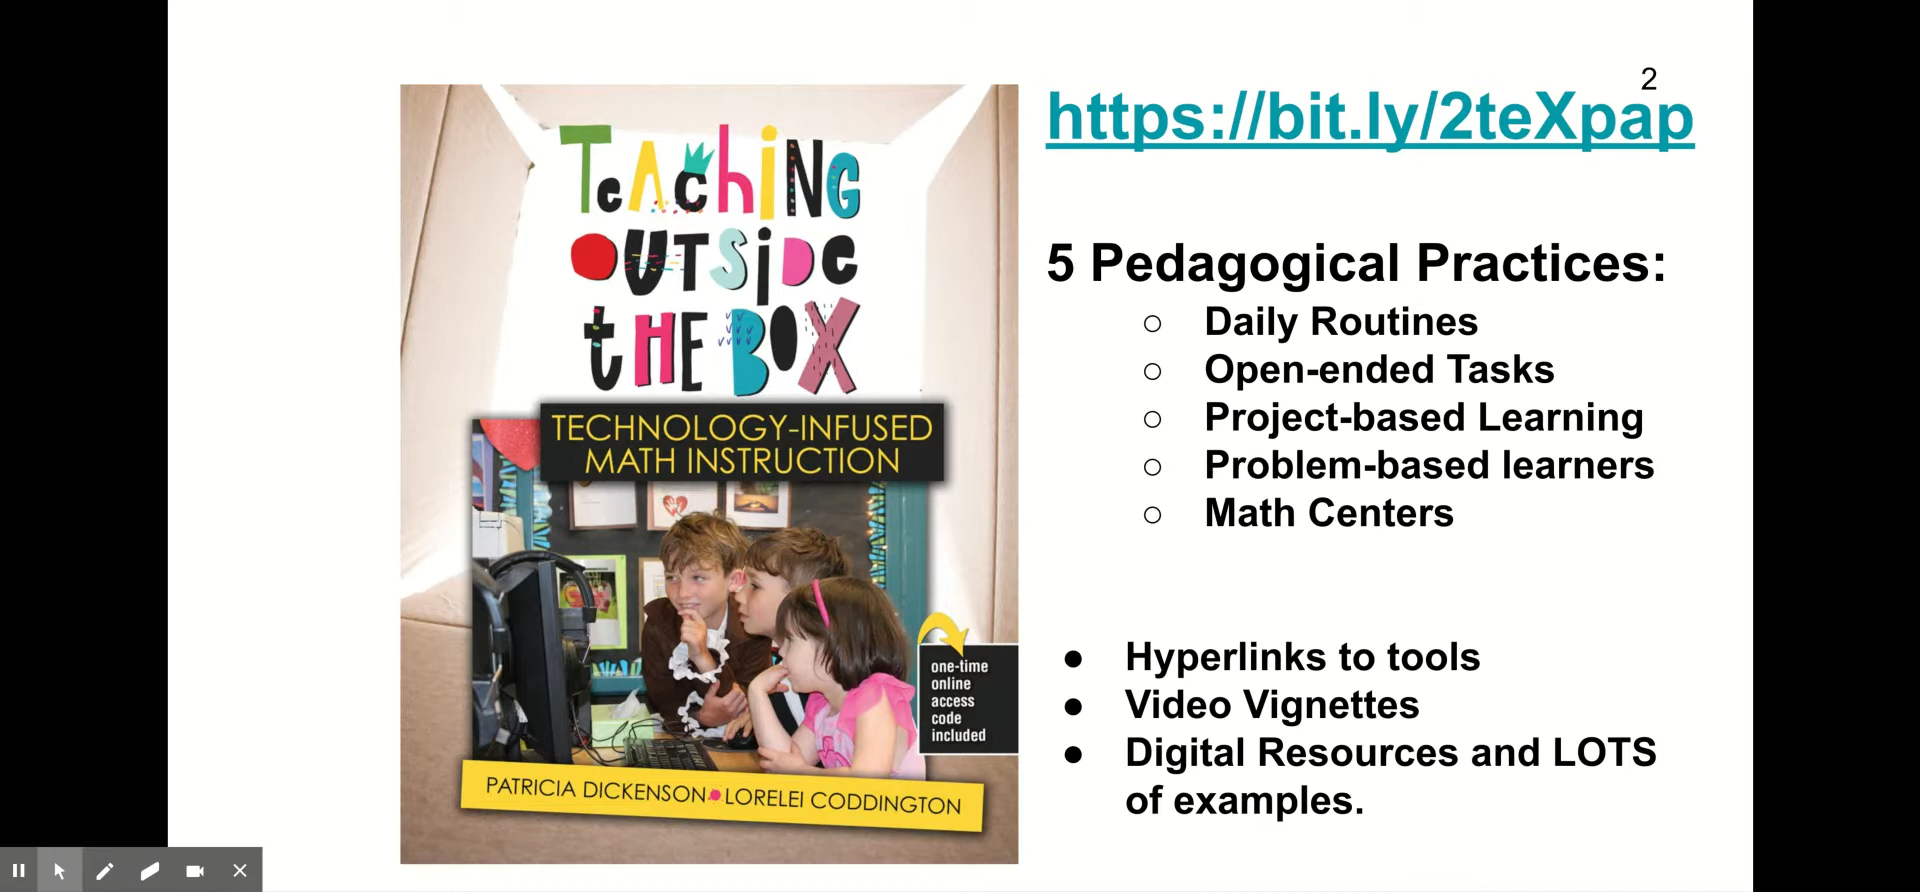 2
https://bit.ly/2teXpap
TeACHiNG
OUTSiDe
tHE BOX
TECHNOLOGY-INFUSED
MATH INSTRUCTION
one-time
online
access
code
included
PATRICIA DICKENSON • LORELEI CODDINGTON
5 Pedagogical Practices:
○ Daily Routines
○ Open-ended Tasks
○ Project-based Learning
○ Problem-based learners
○ Math Centers
● Hyperlinks to tools
● Video Vignettes
● Digital Resources and LOTS
of examples.